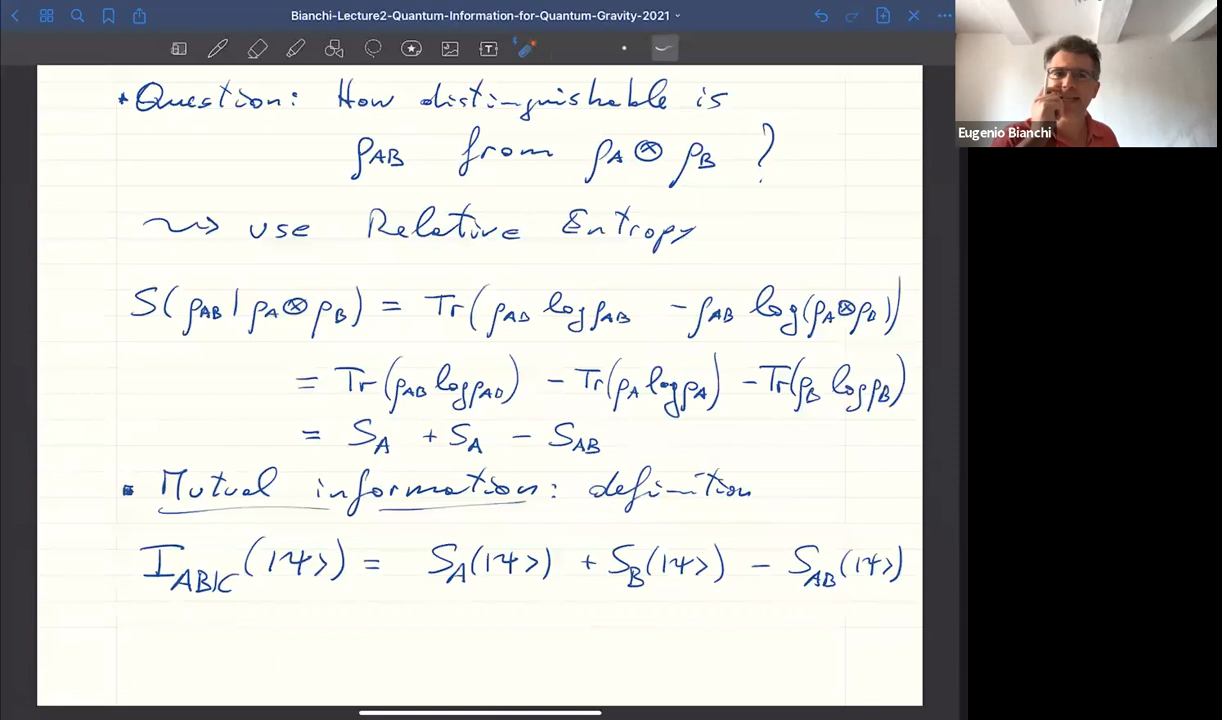 Bianchi-Lecture2-Quantum-Information-for-Quantum-Gravity-2021
Eugenio Bianchi
• Question: How distinguishable is
ρAB from ρA ⊗ ρB ?
⇝ use Relative Entropy
S(ρAB | ρA ⊗ ρB) = Tr(ρAB log ρAB - ρAB log(ρA ⊗ ρB))
= Tr(ρAB log ρAB) - Tr(ρA log ρA) - Tr(ρB log ρB)
= SA + SA - SAB
▪ Mutual information: definition
IAB|C(|ψ⟩) = SA(|ψ⟩) + SB(|ψ⟩) - SAB(|ψ⟩)